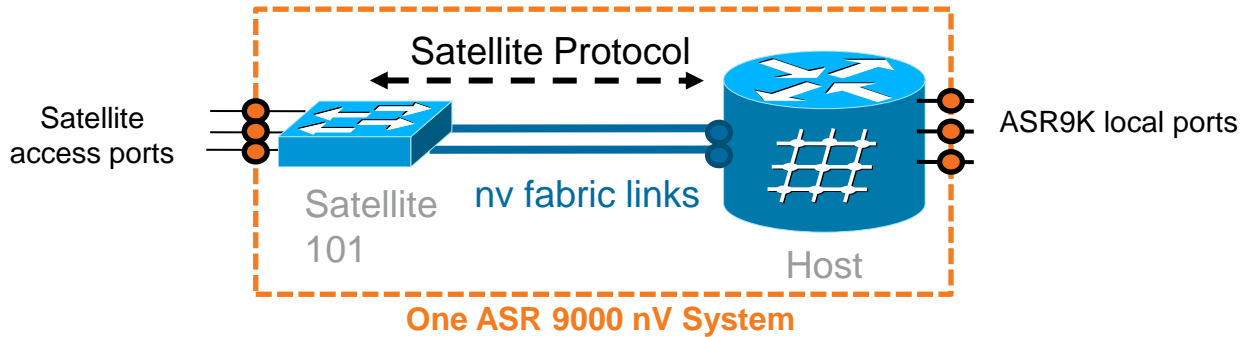 Satellite Protocol
Satellite
access ports
ASR9K local ports
nv fabric links
Satellite
101
Host
One ASR 9000 nV System